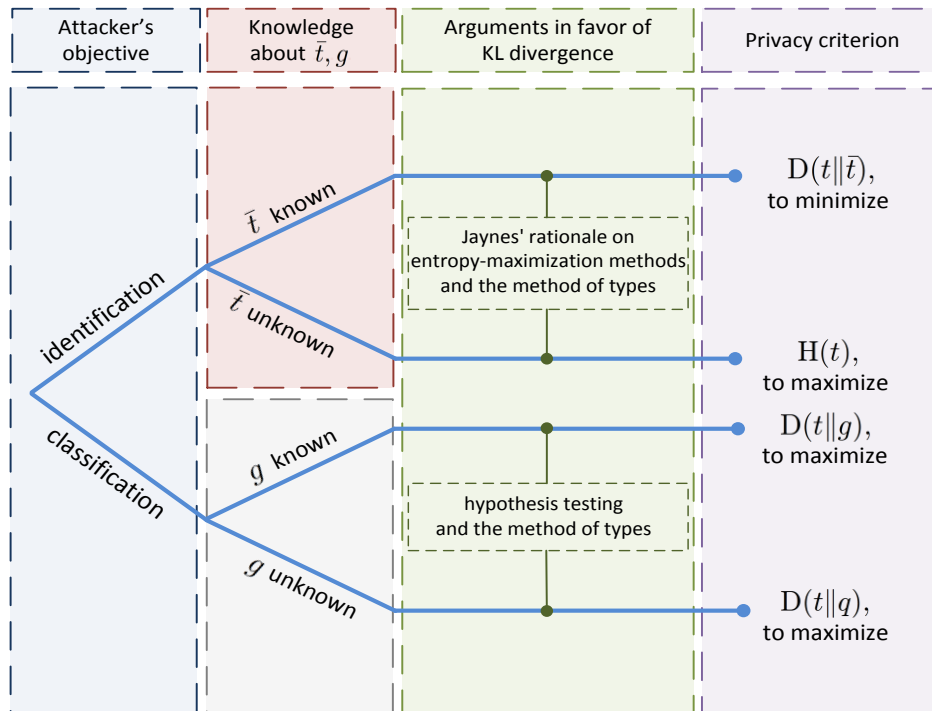 Attacker's
objective
Knowledge
about t̄, g
Arguments in favor of
KL divergence
Privacy criterion
identification
classification
t̄ known
t̄ unknown
g known
g unknown
Jaynes' rationale on
entropy-maximization methods
and the method of types
hypothesis testing
and the method of types
D(t‖t̄),
to minimize
H(t),
to maximize
D(t‖g),
to maximize
D(t‖q),
to maximize